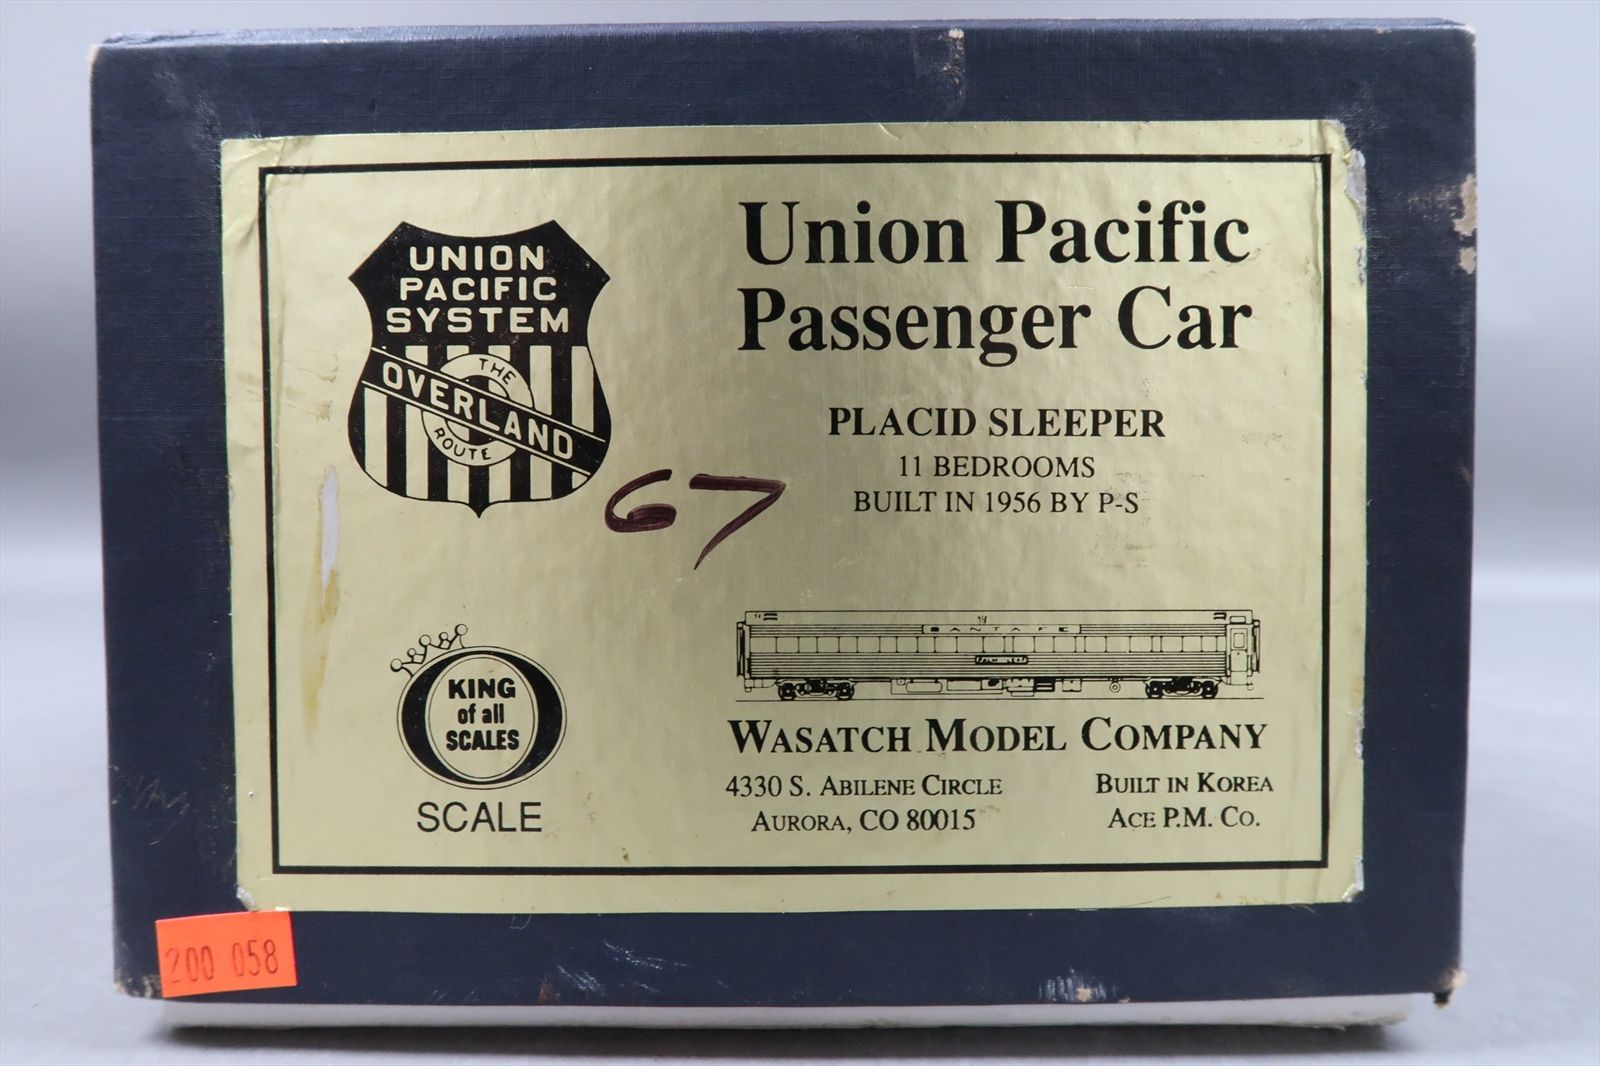 UNION
PACIFIC
SYSTEM
THE
OVERLAND
ROUTE
Union Pacific
Passenger Car
PLACID SLEEPER
11 BEDROOMS
BUILT IN 1956 BY P-S
67
SANTA FE
KING
of all
SCALES
SCALE
WASATCH MODEL COMPANY
4330 S. ABILENE CIRCLE
AURORA, CO 80015
BUILT IN KOREA
ACE P.M. CO.
200 058